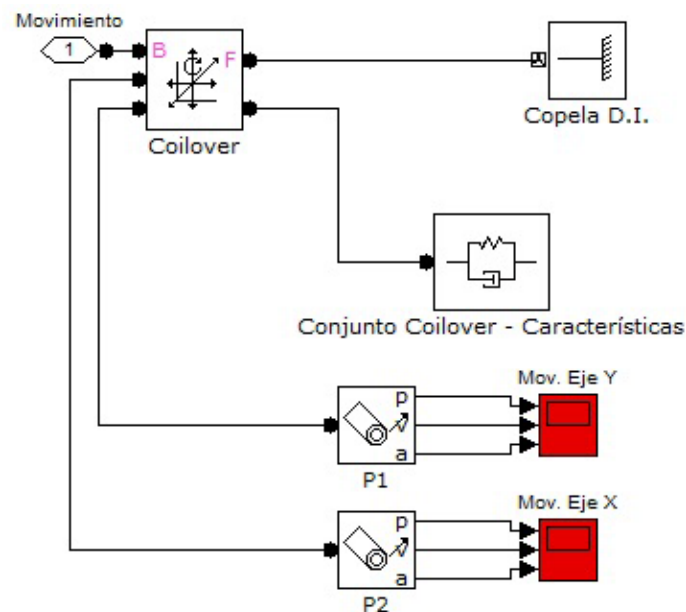 Movimiento
1
B
F
Coilover
Copela D.I.
Conjunto Coilover - Características
Mov. Eje Y
p
v
a
P1
Mov. Eje X
p
v
a
P2